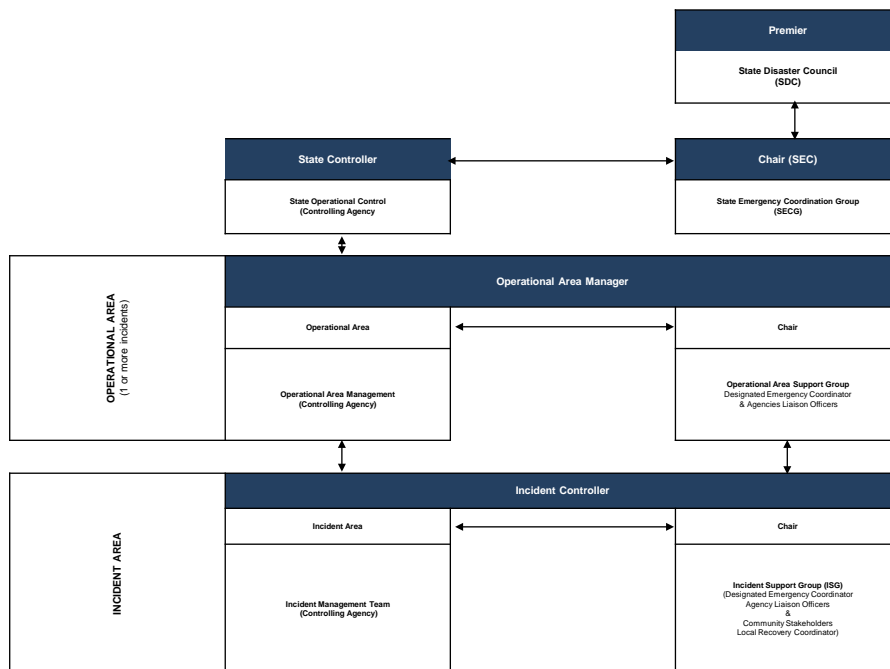 Premier
State Disaster Council
(SDC)
State Controller
Chair (SEC)
State Operational Control
(Controlling Agency
State Emergency Coordination Group
(SECG)
OPERATIONAL AREA
(1 or more incidents)
Operational Area Manager
Operational Area
Chair
Operational Area Management
(Controlling Agency)
Operational Area Support Group
Designated Emergency Coordinator
& Agencies Liaison Officers
INCIDENT AREA
Incident Controller
Incident Area
Chair
Incident Management Team
(Controlling Agency)
Incident Support Group (ISG)
(Designated Emergency Coordinator
Agency Liaison Officers
&
Community Stakeholders
Local Recovery Coordinator)